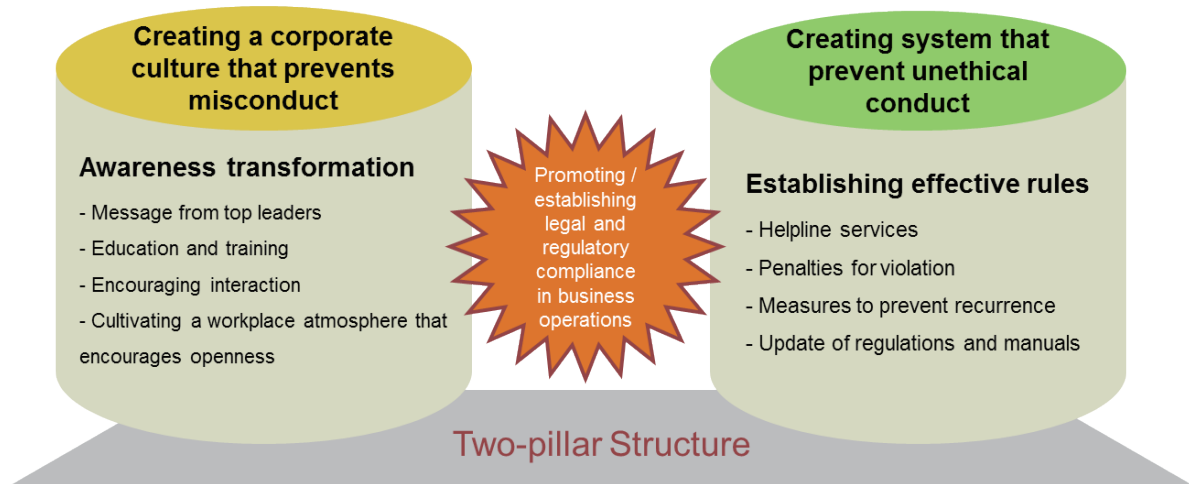 Creating a corporate
culture that prevents
misconduct
Awareness transformation
- Message from top leaders
- Education and training
- Encouraging interaction
- Cultivating a workplace atmosphere that
encourages openness
Promoting /
establishing
legal and
regulatory
compliance
in business
operations
Creating system that
prevent unethical
conduct
Establishing effective rules
- Helpline services
- Penalties for violation
- Measures to prevent recurrence
- Update of regulations and manuals
Two-pillar Structure